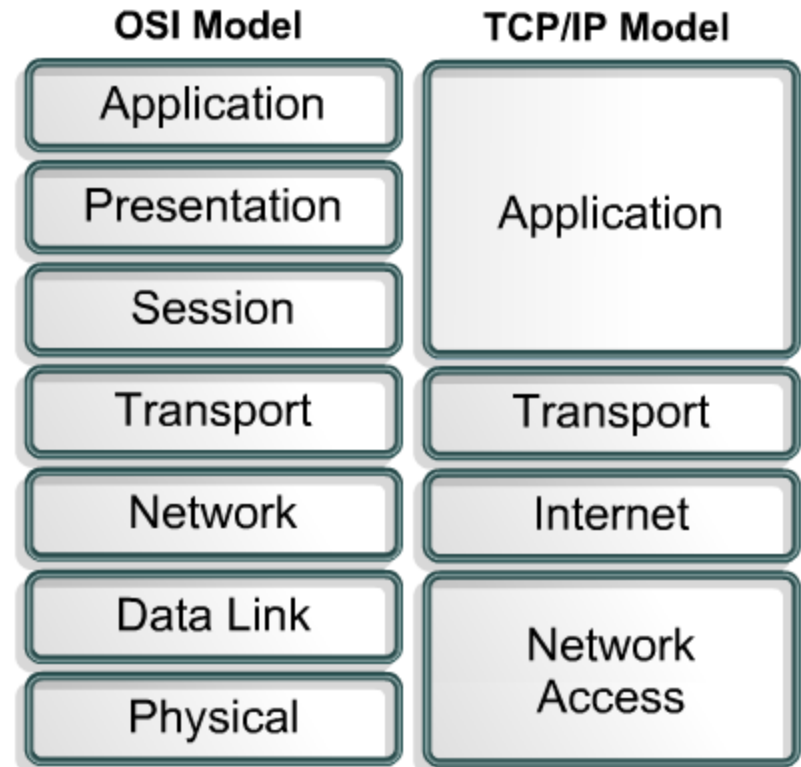 OSI Model
Application
Presentation
Session
Transport
Network
Data Link
Physical
TCP/IP Model
Application
Transport
Internet
Network
Access